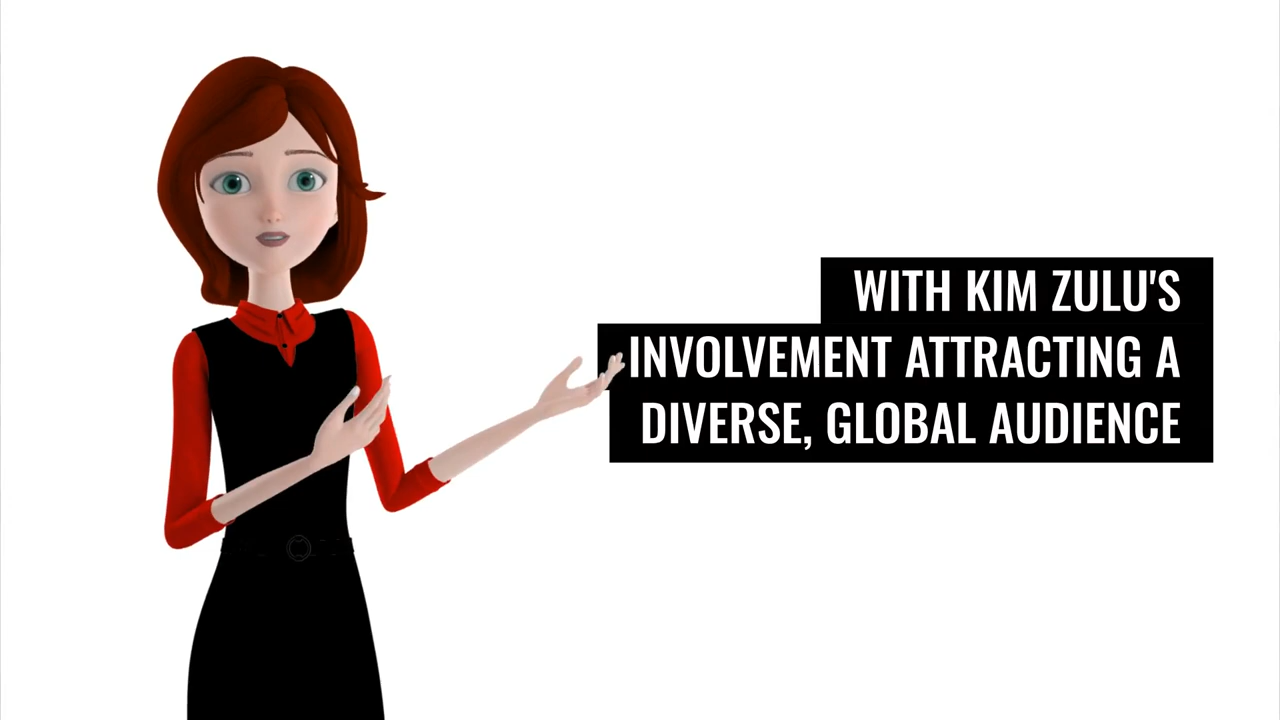 WITH KIM ZULU'S
INVOLVEMENT ATTRACTING A
DIVERSE, GLOBAL AUDIENCE